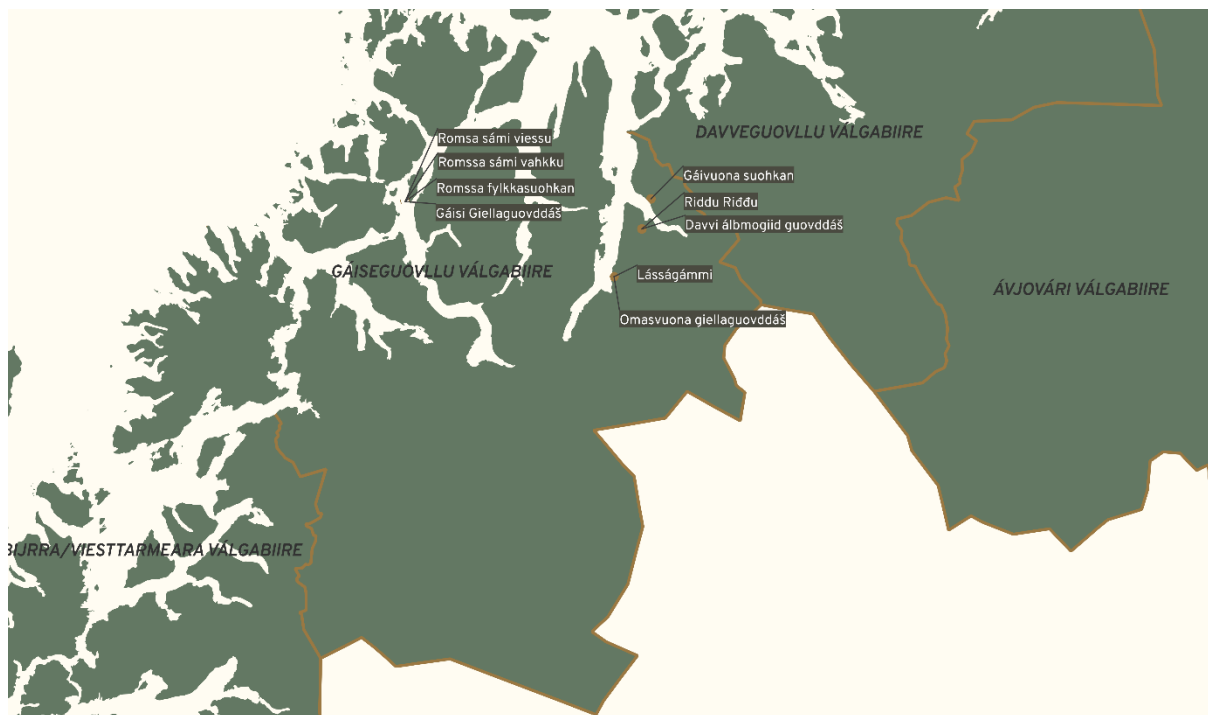 DAVVEGUOVLLU VÁLGABIIRE
Romsa sámi viessu
Romssa sámi vahkku
Romssa fylkkasuohkan
Gáisi Giellaguovddáš
Gáivuona suohkan
Riddu Riđđu
Davvi álbmogiid guovddáš
GÁISEGUOVLLU VÁLGABIIRE
Lásságámmi
ÁVJOVÁRI VÁLGABIIRE
Omasvuona giellaguovddáš
BIJRRA/VIESTTARMEARA VÁLGABIIRE